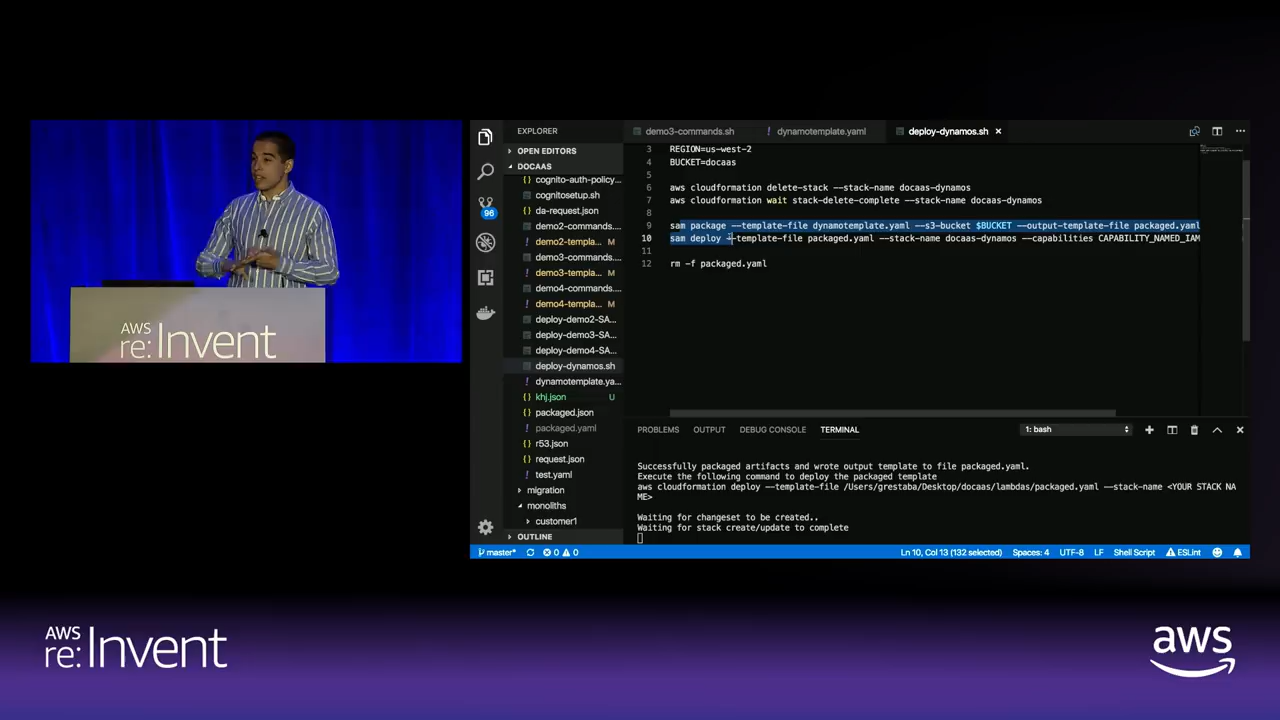 AWS
re:Invent
EXPLORER
OPEN EDITORS
DOCAAS
cognito-auth-policy...
cognitosetup.sh
da-request.json
demo2-commands....
demo2-templa... M
demo3-commands....
demo3-templa... M
demo4-commands....
demo4-templa... M
deploy-demo2-SA...
deploy-demo3-SA...
deploy-demo4-SA...
deploy-dynamos.sh
dynamotemplate.ya...
khj.json U
packaged.json
packaged.yaml
r53.json
request.json
test.yaml
migration
monoliths
customer1
OUTLINE
96
demo3-commands.sh dynamotemplate.yaml deploy-dynamos.sh
3 REGION=us-west-2
4 BUCKET=docaas
5
6 aws cloudformation delete-stack --stack-name docaas-dynamos
7 aws cloudformation wait stack-delete-complete --stack-name docaas-dynamos
8
9 sam package --template-file dynamotemplate.yaml --s3-bucket $BUCKET --output-template-file packaged.yaml
10 sam deploy --template-file packaged.yaml --stack-name docaas-dynamos --capabilities CAPABILITY_NAMED_IAM
11
12 rm -f packaged.yaml
PROBLEMS OUTPUT DEBUG CONSOLE TERMINAL 1: bash
Successfully packaged artifacts and wrote output template to file packaged.yaml.
Execute the following command to deploy the packaged template
aws cloudformation deploy --template-file /Users/grestaba/Desktop/docaas/lambdas/packaged.yaml --stack-name <YOUR STACK NA
ME>
Waiting for changeset to be created..
Waiting for stack create/update to complete
master* 0 0 Ln 10, Col 13 (132 selected) Spaces: 4 UTF-8 LF Shell Script ESLint
AWS
re:Invent
aws